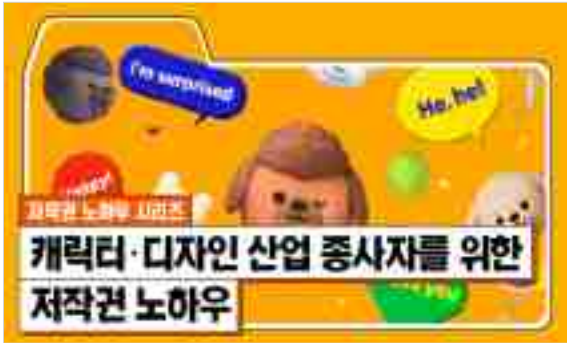 I'm surprised
He, he!
저작권 노하우 시리즈
캐릭터·디자인 산업 종사자를 위한
저작권 노하우